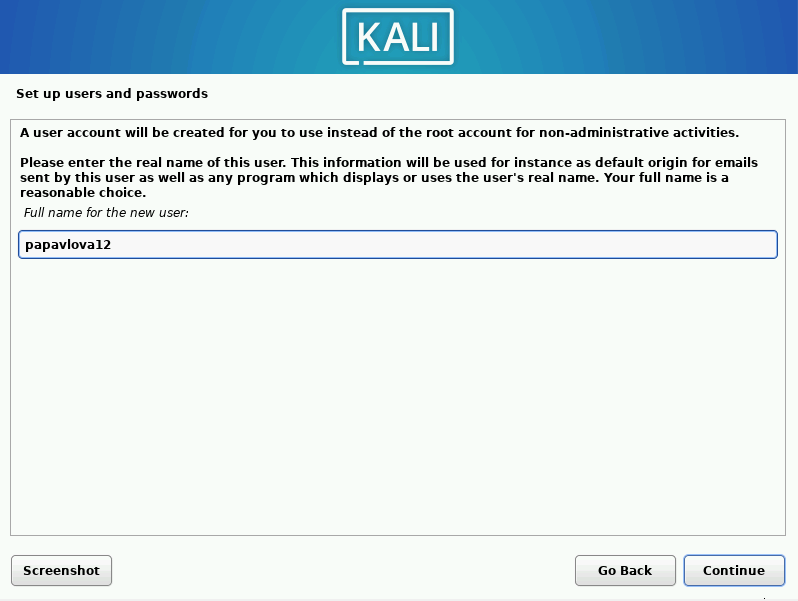 KALI
Set up users and passwords
A user account will be created for you to use instead of the root account for non-administrative activities.
Please enter the real name of this user. This information will be used for instance as default origin for emails
sent by this user as well as any program which displays or uses the user's real name. Your full name is a
reasonable choice.
Full name for the new user:
papavlova12
Screenshot
Go Back
Continue